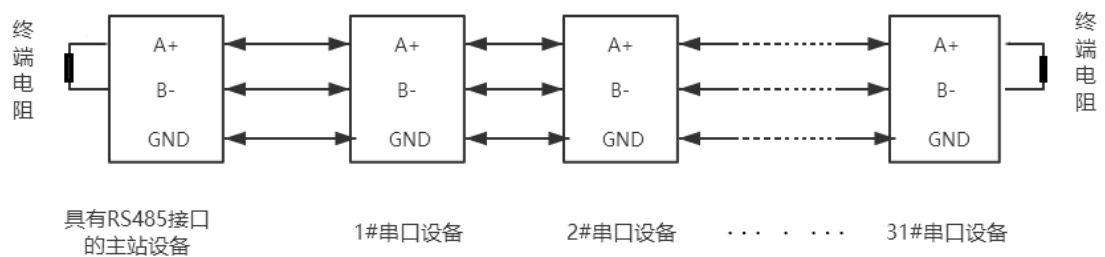 终端电阻
A+
B-
GND
A+
B-
GND
A+
B-
GND
A+
B-
GND
终端电阻
具有RS485接口
的主站设备
1#串口设备
2#串口设备
· · · · · ·
31#串口设备